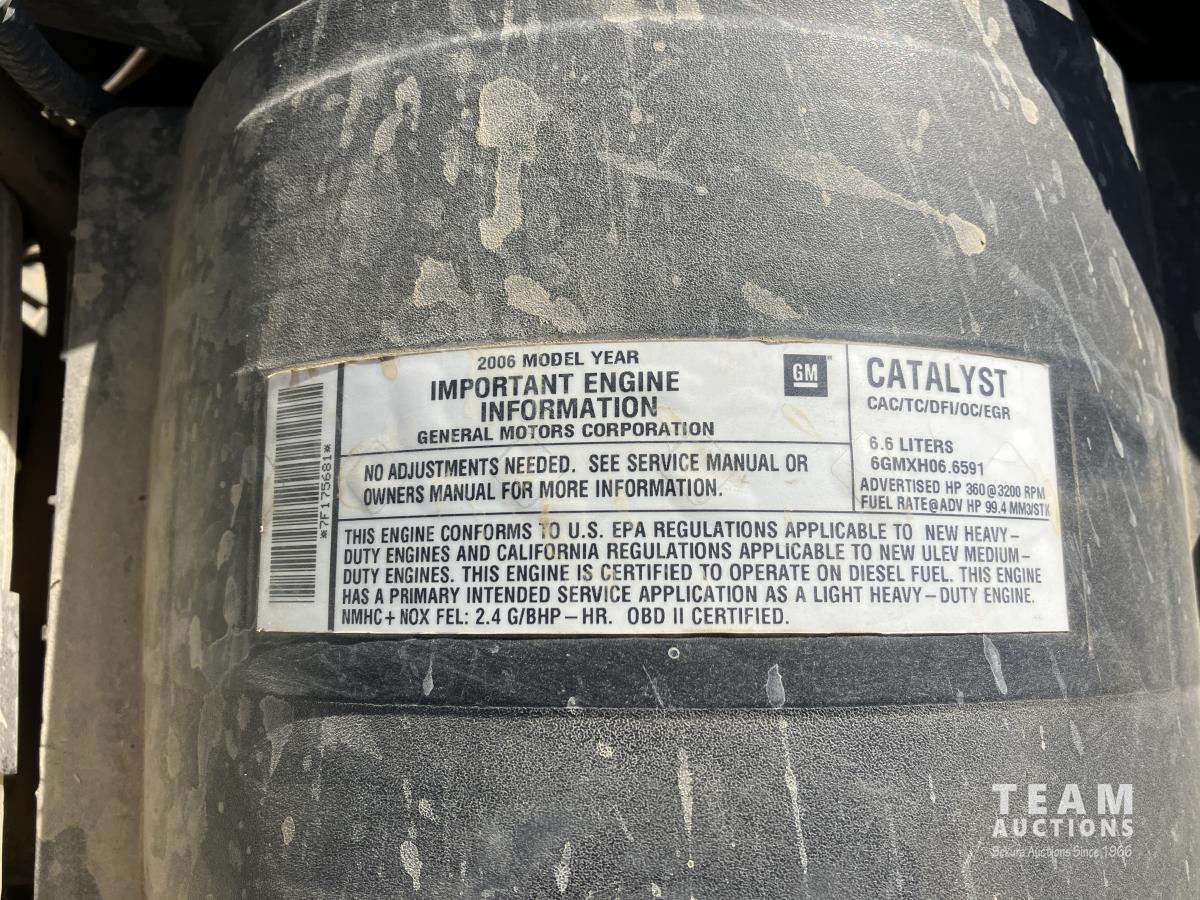 2006 MODEL YEAR
IMPORTANT ENGINE
INFORMATION
GENERAL MOTORS CORPORATION
GM
NO ADJUSTMENTS NEEDED. SEE SERVICE MANUAL OR
OWNERS MANUAL FOR MORE INFORMATION.
CATALYST
CAC/TC/DFI/OC/EGR
6.6 LITERS
6GMXH06.6591
ADVERTISED HP 360@3200 RPM
FUEL RATE@ADV HP 99.4 MM3/STK
THIS ENGINE CONFORMS TO U.S. EPA REGULATIONS APPLICABLE TO NEW HEAVY-
DUTY ENGINES AND CALIFORNIA REGULATIONS APPLICABLE TO NEW ULEV MEDIUM-
DUTY ENGINES. THIS ENGINE IS CERTIFIED TO OPERATE ON DIESEL FUEL. THIS ENGINE
HAS A PRIMARY INTENDED SERVICE APPLICATION AS A LIGHT HEAVY-DUTY ENGINE.
NMHC+NOX FEL: 2.4 G/BHP-HR. OBD II CERTIFIED.
*7F175681*
TEAM
AUCTIONS
Bekura Auctions Since 1966